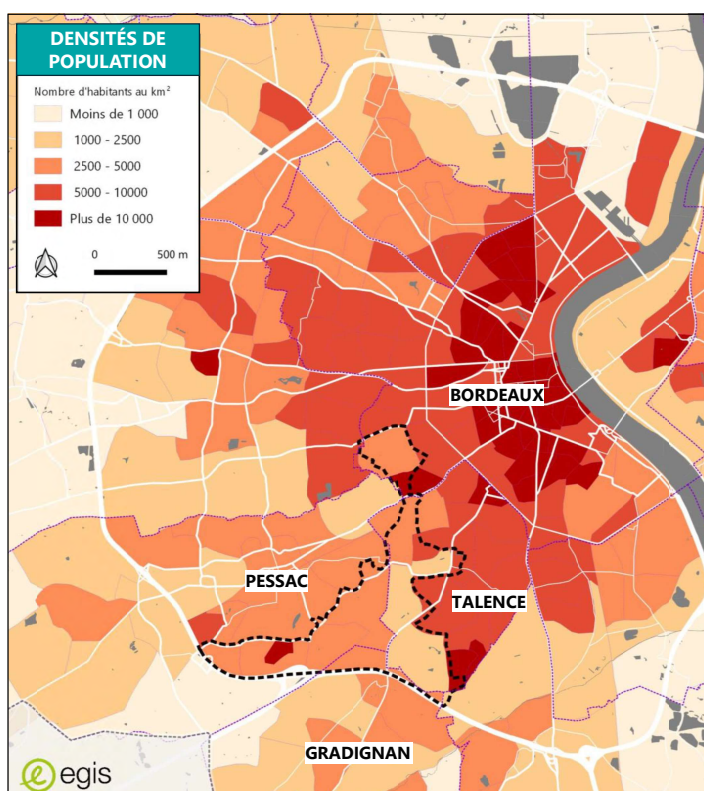 DENSITÉS DE
POPULATION
Nombre d'habitants au km²
Moins de 1 000
1000 - 2500
2500 - 5000
5000 - 10000
Plus de 10 000
0 500 m
BORDEAUX
PESSAC
TALENCE
GRADIGNAN
egis